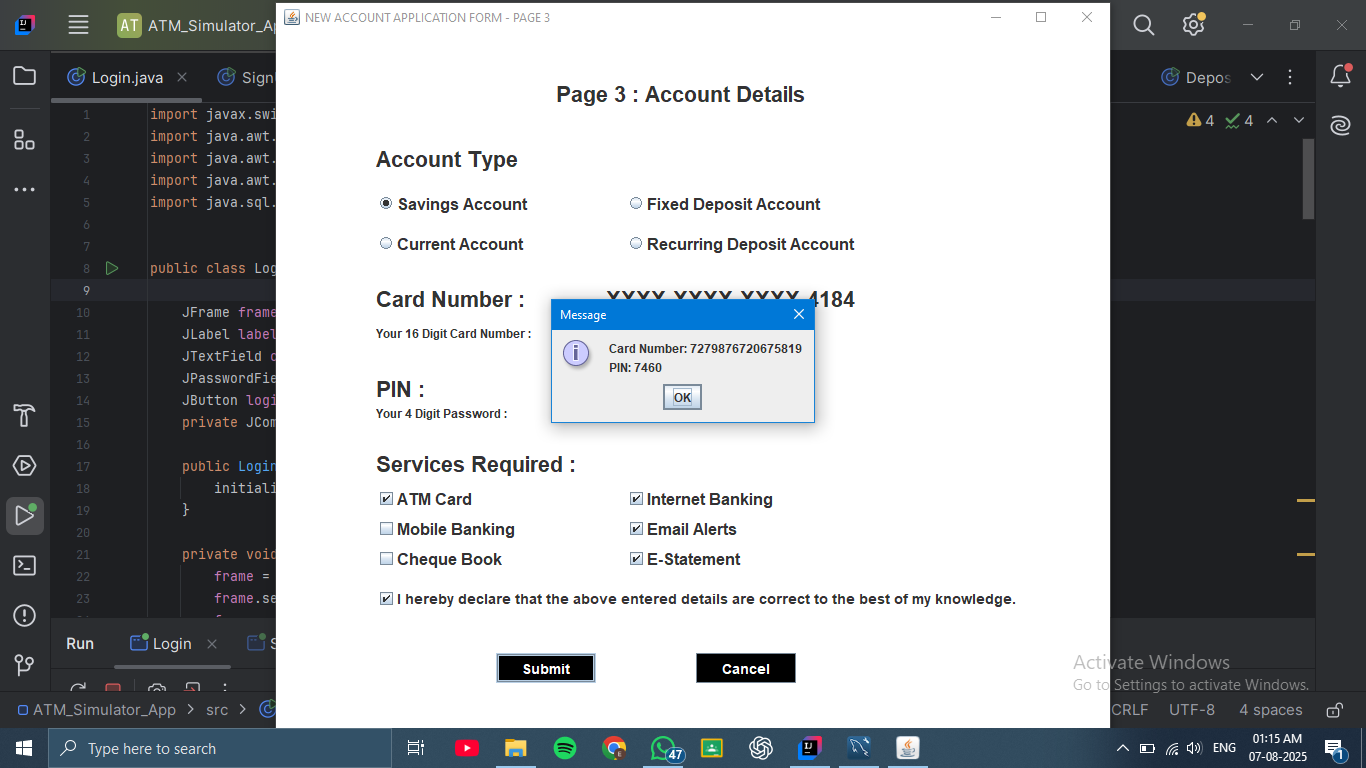 NEW ACCOUNT APPLICATION FORM - PAGE 3
AT ATM_Simulator_Ap
Login.java
Sign
Depos
4 4
1 import javax.swi
2 import java.awt.
3 import java.awt.
4 import java.awt.
5 import java.sql.
6
7
8 public class Log
9
10 JFrame frame
11 JLabel label
12 JTextField c
13 JPasswordFie
14 JButton logi
15 private JCom
16
17 public Login
18 initiali
19 }
20
21 private void
22 frame =
23 frame.se
Page 3 : Account Details
Account Type
Savings Account
Fixed Deposit Account
Current Account
Recurring Deposit Account
Card Number :
XXXX-XXXX-XXXX-4184
Your 16 Digit Card Number :
Message
Card Number: 7279876720675819
PIN: 7460
OK
PIN :
Your 4 Digit Password :
Services Required :
ATM Card
Internet Banking
Mobile Banking
Email Alerts
Cheque Book
E-Statement
I hereby declare that the above entered details are correct to the best of my knowledge.
Submit
Cancel
Run
Login
S
Activate Windows
Go to Settings to activate Windows.
ATM_Simulator_App > src >
CRLF UTF-8 4 spaces
Type here to search
47
ENG
01:15 AM
07-08-2025
1